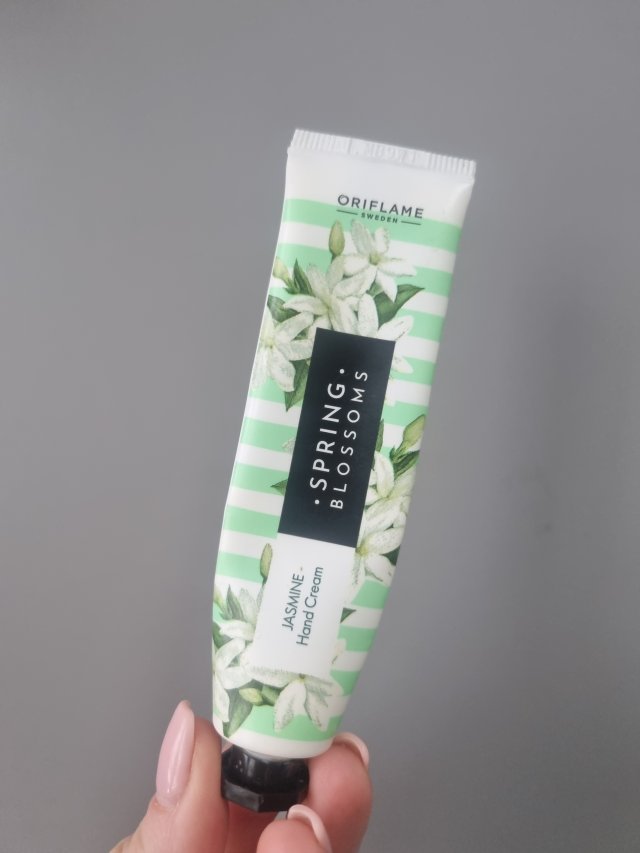 ORIFLAME
SWEDEN
·SPRING·
BLOSSOMS
JASMINE -
Hand Cream